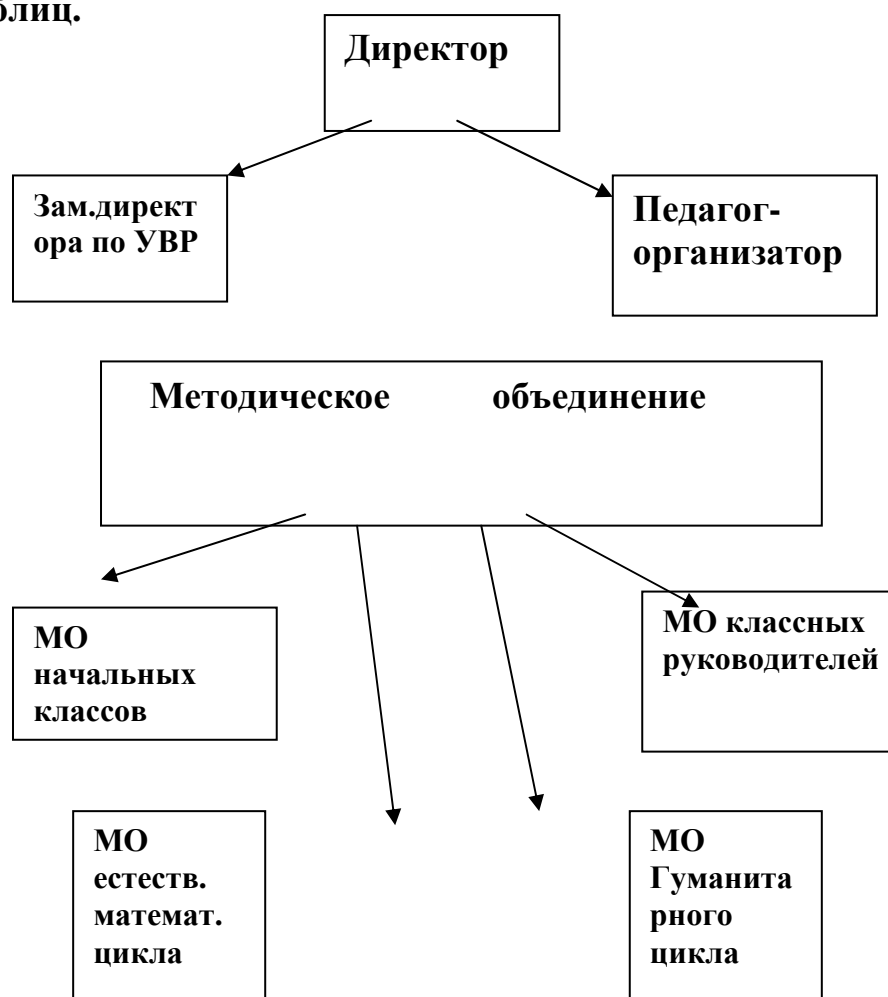 блиц.
Директор
Зам.директ
ора по УВР
Педагог-
организатор
Методическое объединение
МО
начальных
классов
МО классных
руководителей
МО
естеств.
математ.
цикла
МО
Гуманита
рного
цикла